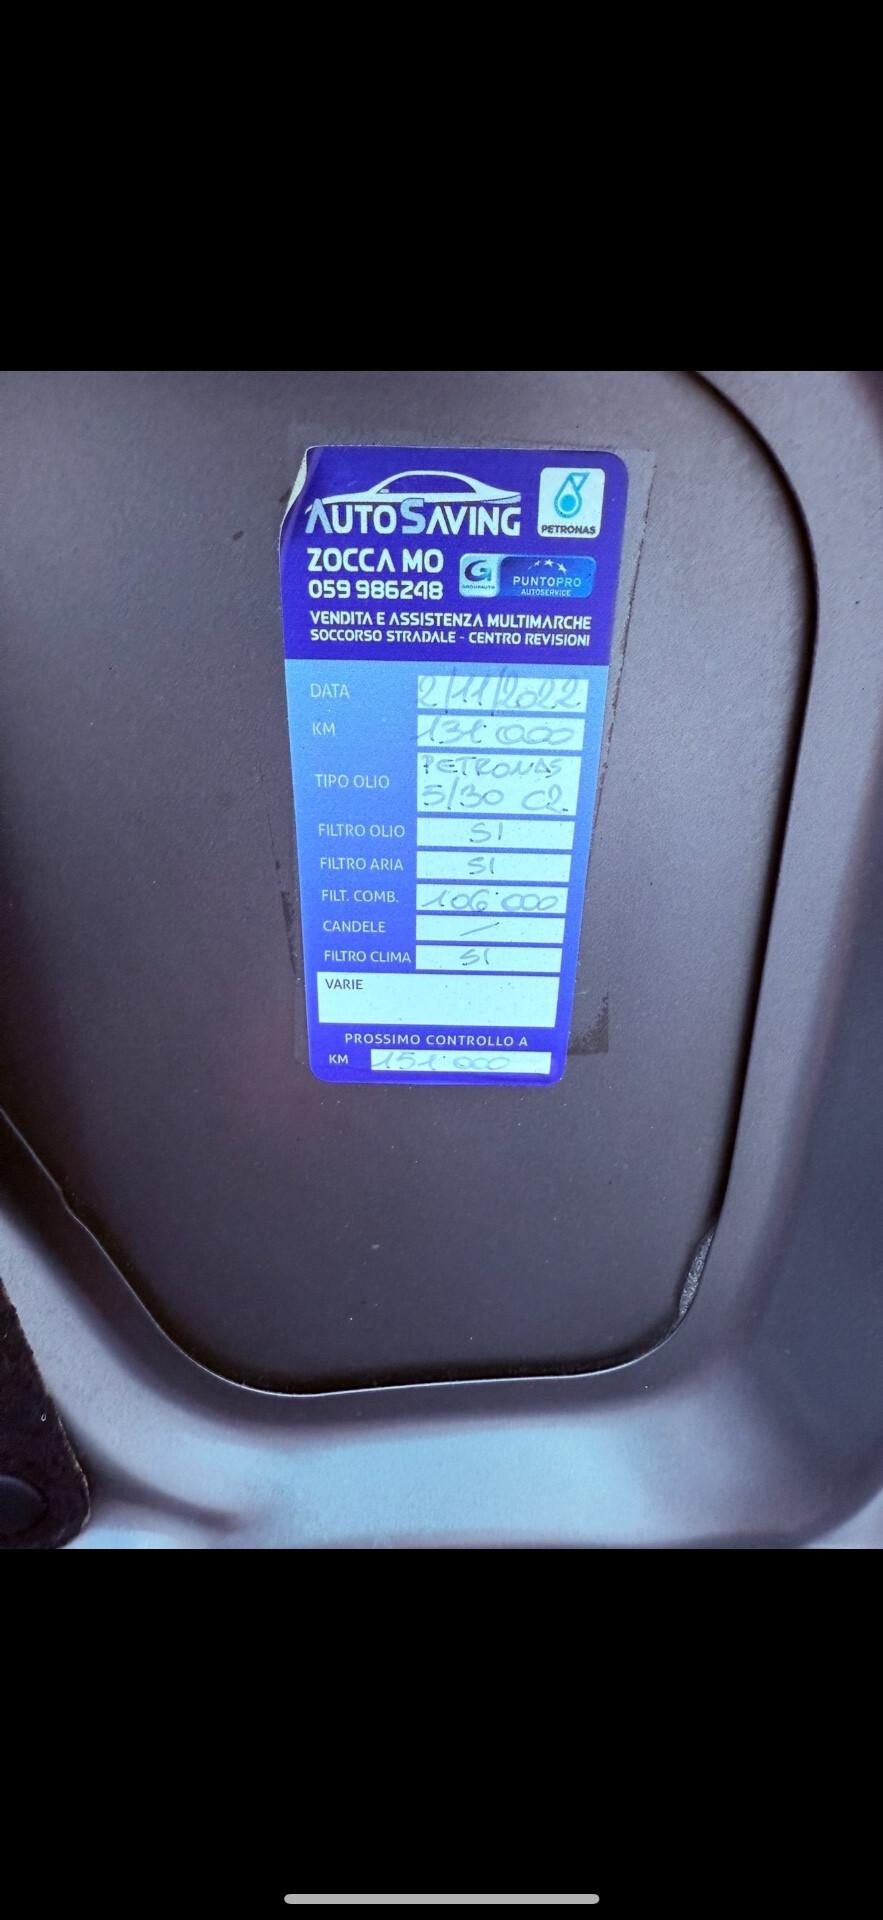 AUTOSAVING
PETRONAS
ZOCCA MO
059 986248
G
GROUPAUTO
PUNTOPRO
AUTOSERVICE
VENDITA E ASSISTENZA MULTIMARCHE
SOCCORSO STRADALE - CENTRO REVISIONI
DATA 2/11/2022
KM 131 000
TIPO OLIO PETRONAS
5/30 C2
FILTRO OLIO SI
FILTRO ARIA SI
FILT. COMB. 106 000
CANDELE —
FILTRO CLIMA SI
VARIE
PROSSIMO CONTROLLO A
KM 151 000